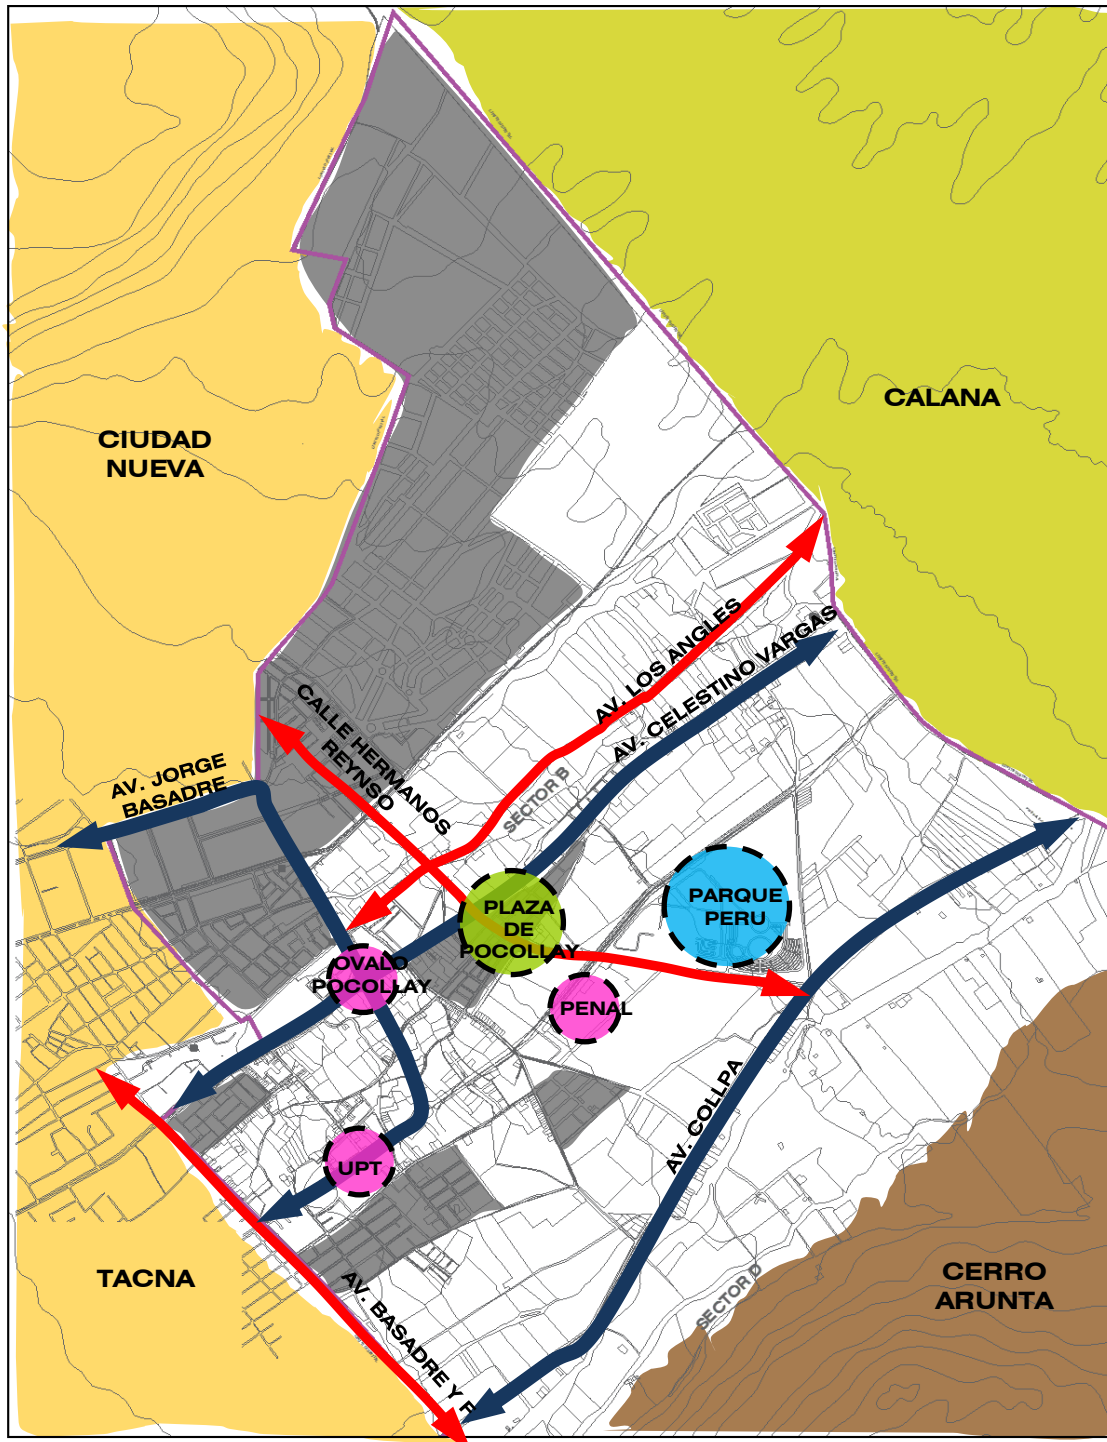 CALANA
CIUDAD
NUEVA
AV. LOS ANGLES
AV. CELESTINO VARGAS
CALLE HERMANOS
REYNSO
AV. JORGE
BASADRE
SECTOR B
PLAZA
DE
POCOLLAY
PARQUE
PERU
OVALO
POCOLLAY
PENAL
AV. COLLPA
UPT
TACNA
AV. BASADRE Y F
SECTOR D
CERRO
ARUNTA